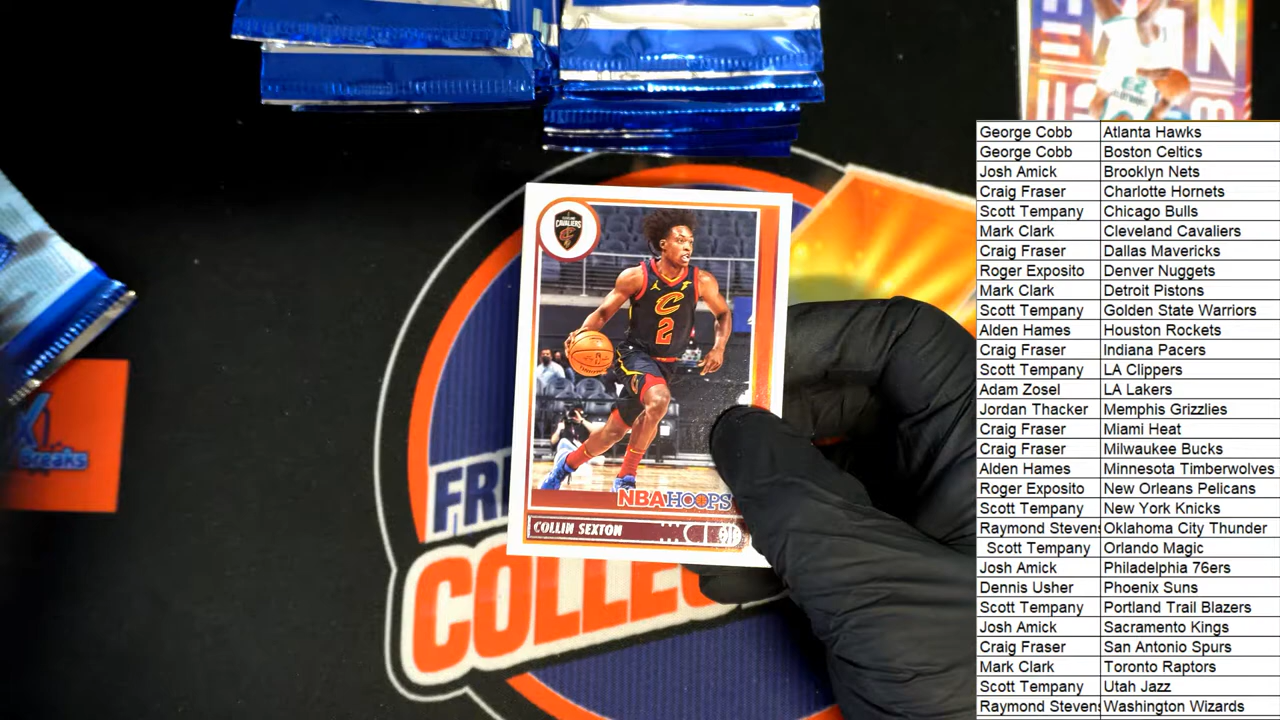 CLEVELAND
CAVALIERS
C
2
NBA HOOPS
COLLIN SEXTON
FR
COLLEC
reaks
George Cobb Atlanta Hawks
George Cobb Boston Celtics
Josh Amick Brooklyn Nets
Craig Fraser Charlotte Hornets
Scott Tempany Chicago Bulls
Mark Clark Cleveland Cavaliers
Craig Fraser Dallas Mavericks
Roger Exposito Denver Nuggets
Mark Clark Detroit Pistons
Scott Tempany Golden State Warriors
Alden Hames Houston Rockets
Craig Fraser Indiana Pacers
Scott Tempany LA Clippers
Adam Zosel LA Lakers
Jordan Thacker Memphis Grizzlies
Craig Fraser Miami Heat
Craig Fraser Milwaukee Bucks
Alden Hames Minnesota Timberwolves
Roger Exposito New Orleans Pelicans
Scott Tempany New York Knicks
Raymond Stevens Oklahoma City Thunder
Scott Tempany Orlando Magic
Josh Amick Philadelphia 76ers
Dennis Usher Phoenix Suns
Scott Tempany Portland Trail Blazers
Josh Amick Sacramento Kings
Craig Fraser San Antonio Spurs
Mark Clark Toronto Raptors
Scott Tempany Utah Jazz
Raymond Stevens Washington Wizards